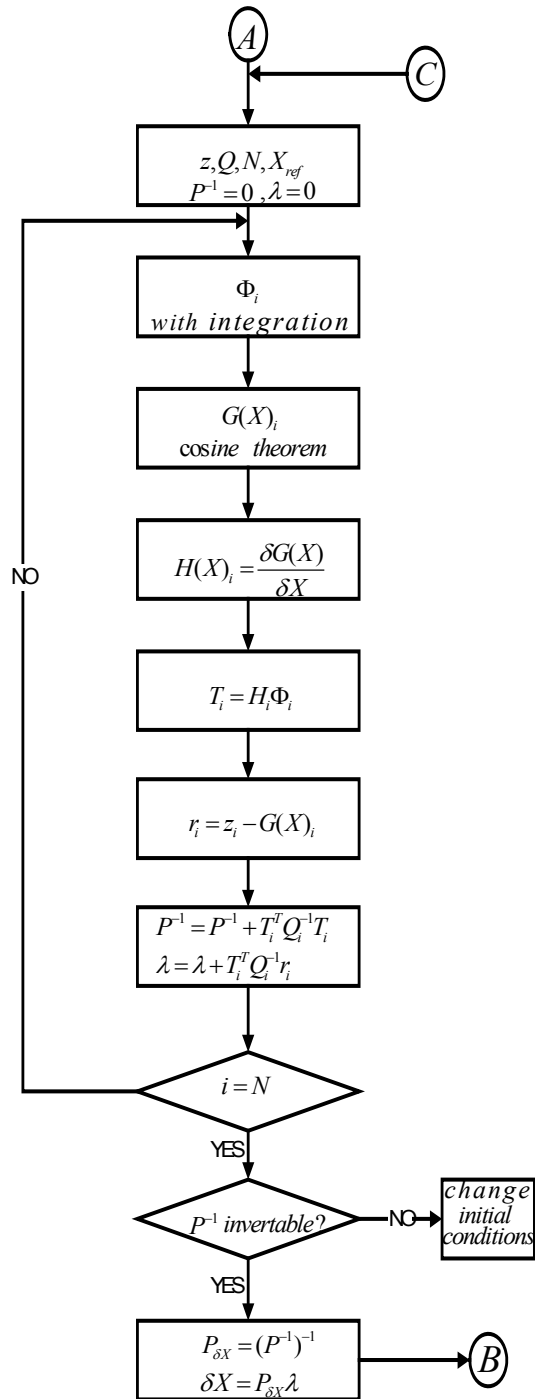 A
C
z,Q,N,X_ref
P⁻¹=0 ,λ=0
Φ_i
with integration
G(X)_i
cosine theorem
H(X)_i = δG(X)/δX
NO
T_i = H_iΦ_i
r_i = z_i − G(X)_i
P⁻¹ = P⁻¹ + T_i^T Q_i⁻¹ T_i
λ = λ + T_i^T Q_i⁻¹ r_i
i = N
YES
P⁻¹ invertable?
NO
change
initial
conditions
YES
P_δX = (P⁻¹)⁻¹
δX = P_δX λ
B